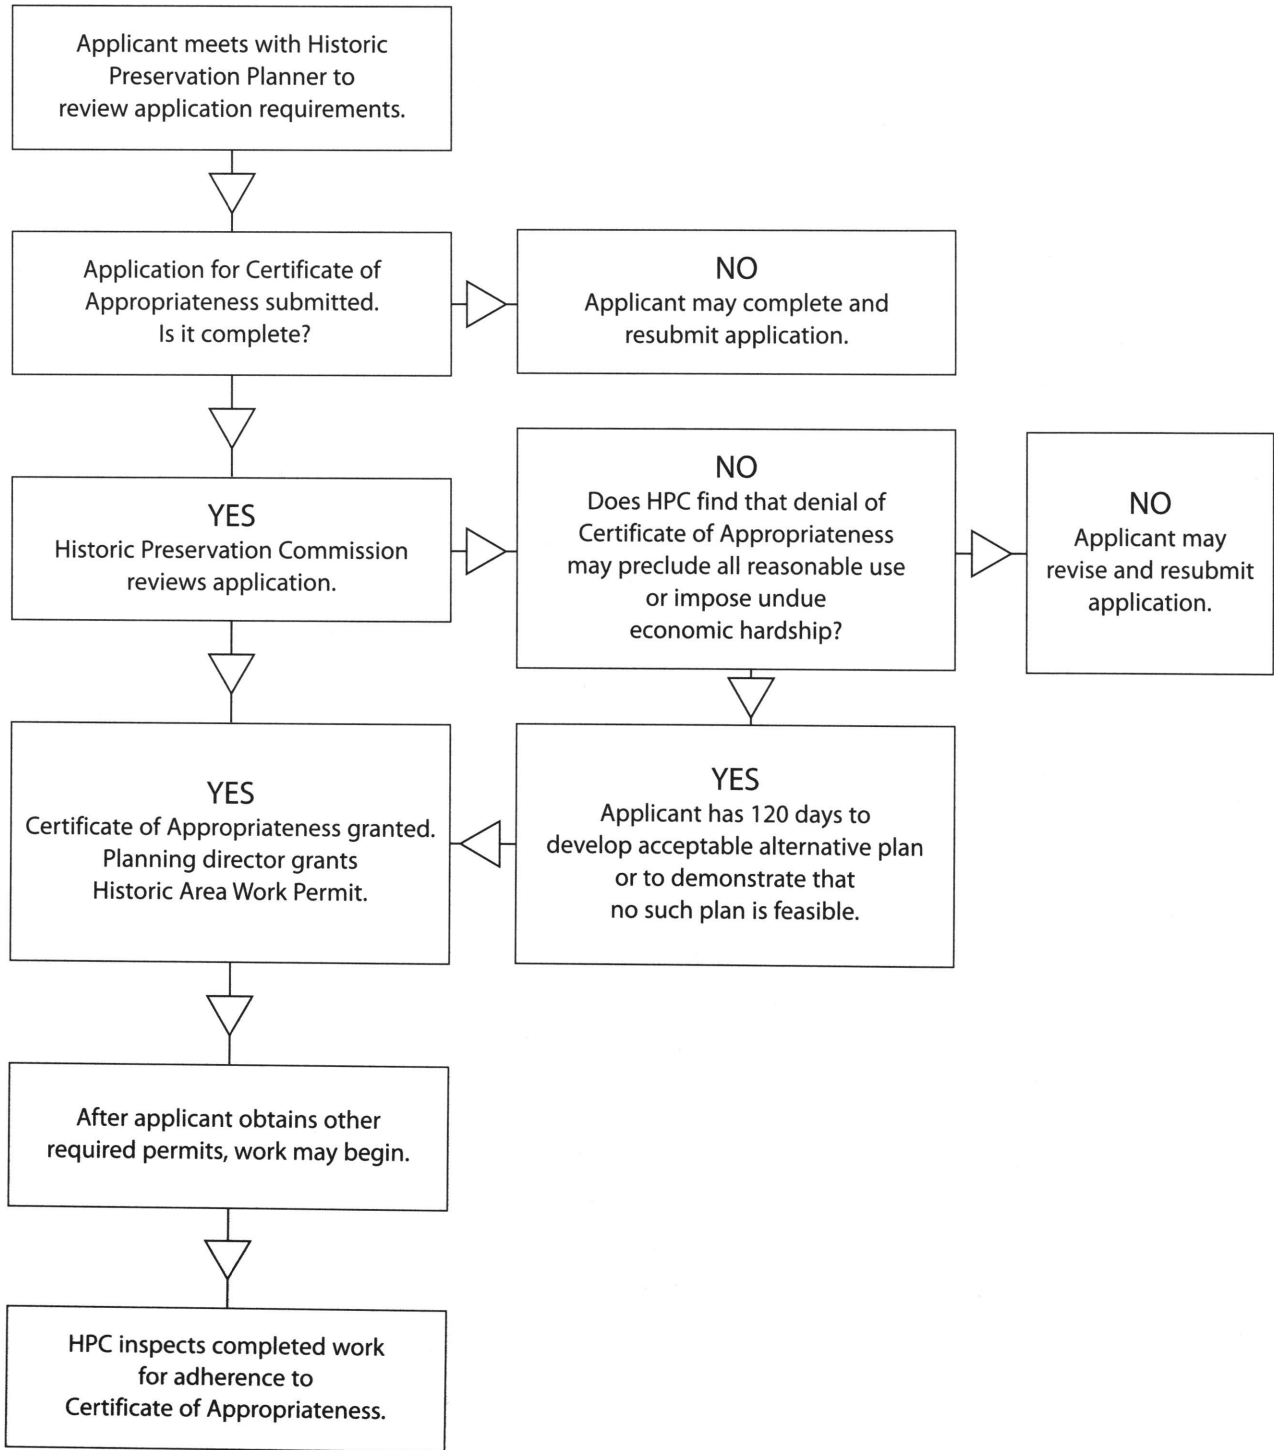 Applicant meets with Historic
Preservation Planner to
review application requirements.
Application for Certificate of
Appropriateness submitted.
Is it complete?
NO
Applicant may complete and
resubmit application.
YES
Historic Preservation Commission
reviews application.
NO
Does HPC find that denial of
Certificate of Appropriateness
may preclude all reasonable use
or impose undue
economic hardship?
NO
Applicant may
revise and resubmit
application.
YES
Certificate of Appropriateness granted.
Planning director grants
Historic Area Work Permit.
YES
Applicant has 120 days to
develop acceptable alternative plan
or to demonstrate that
no such plan is feasible.
After applicant obtains other
required permits, work may begin.
HPC inspects completed work
for adherence to
Certificate of Appropriateness.